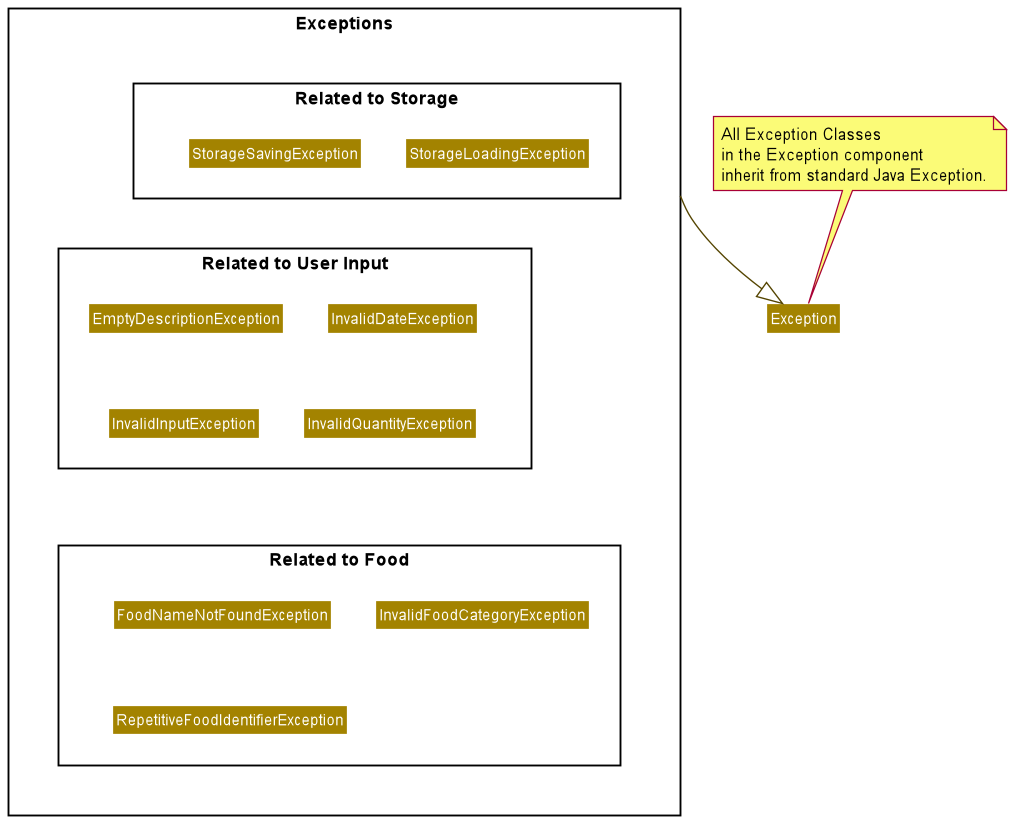 Exceptions
Related to Storage
StorageSavingException
StorageLoadingException
All Exception Classes
in the Exception component
inherit from standard Java Exception.
Exception
Related to User Input
EmptyDescriptionException
InvalidDateException
InvalidInputException
InvalidQuantityException
Related to Food
FoodNameNotFoundException
InvalidFoodCategoryException
RepetitiveFoodIdentifierException